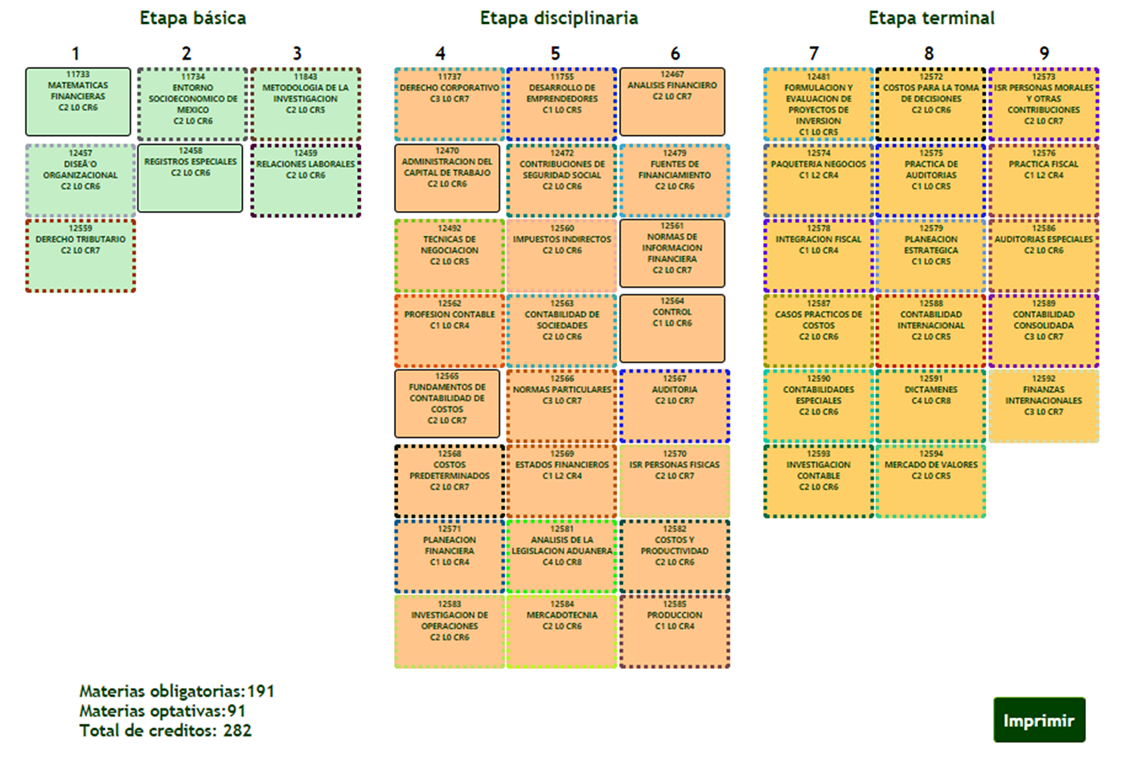 Etapa básica
Etapa disciplinaria
Etapa terminal
1
2
3
4
5
6
7
8
9
11733
MATEMATICAS
FINANCIERAS
C2 L0 CR6
11734
ENTORNO
SOCIOECONOMICO DE
MEXICO
C2 L0 CR6
11843
METODOLOGIA DE LA
INVESTIGACION
C2 L0 CR5
11737
DERECHO CORPORATIVO
C3 L0 CR7
11755
DESARROLLO DE
EMPRENDEDORES
C1 L0 CR5
12467
ANALISIS FINANCIERO
C2 L0 CR7
12481
FORMULACION Y
EVALUACION DE
PROYECTOS DE
INVERSION
C1 L0 CR5
12572
COSTOS PARA LA TOMA
DE DECISIONES
C2 L0 CR6
12573
ISR PERSONAS MORALES
Y OTRAS
CONTRIBUCIONES
C2 L0 CR7
12457
DISEÃ'O
ORGANIZACIONAL
C2 L0 CR6
12458
REGISTROS ESPECIALES
C2 L0 CR6
12459
RELACIONES LABORALES
C2 L0 CR6
12470
ADMINISTRACION DEL
CAPITAL DE TRABAJO
C2 L0 CR6
12472
CONTRIBUCIONES DE
SEGURIDAD SOCIAL
C2 L0 CR6
12479
FUENTES DE
FINANCIAMIENTO
C2 L0 CR6
12574
PAQUETERIA NEGOCIOS
C1 L2 CR4
12575
PRACTICA DE
AUDITORIAS
C1 L0 CR5
12576
PRACTICA FISCAL
C1 L2 CR4
12559
DERECHO TRIBUTARIO
C2 L0 CR7
12492
TECNICAS DE
NEGOCIACION
C2 L0 CR5
12560
IMPUESTOS INDIRECTOS
C2 L0 CR6
12561
NORMAS DE
INFORMACION
FINANCIERA
C2 L0 CR7
12578
INTEGRACION FISCAL
C1 L0 CR4
12579
PLANEACION
ESTRATEGICA
C1 L0 CR5
12586
AUDITORIAS ESPECIALES
C2 L0 CR6
12562
PROFESION CONTABLE
C1 L0 CR4
12563
CONTABILIDAD DE
SOCIEDADES
C2 L0 CR6
12564
CONTROL
C1 L0 CR6
12587
CASOS PRACTICOS DE
COSTOS
C2 L0 CR6
12588
CONTABILIDAD
INTERNACIONAL
C2 L0 CR5
12589
CONTABILIDAD
CONSOLIDADA
C3 L0 CR7
12565
FUNDAMENTOS DE
CONTABILIDAD DE
COSTOS
C2 L0 CR7
12566
NORMAS PARTICULARES
C3 L0 CR7
12567
AUDITORIA
C2 L0 CR7
12590
CONTABILIDADES
ESPECIALES
C2 L0 CR6
12591
DICTAMENES
C4 L0 CR8
12592
FINANZAS
INTERNACIONALES
C3 L0 CR7
12568
COSTOS
PREDETERMINADOS
C2 L0 CR7
12569
ESTADOS FINANCIEROS
C1 L2 CR4
12570
ISR PERSONAS FISICAS
C2 L0 CR7
12593
INVESTIGACION
CONTABLE
C2 L0 CR6
12594
MERCADO DE VALORES
C2 L0 CR5
12571
PLANEACION
FINANCIERA
C1 L0 CR4
12581
ANALISIS DE LA
LEGISLACION ADUANERA
C4 L0 CR8
12582
COSTOS Y
PRODUCTIVIDAD
C2 L0 CR6
12583
INVESTIGACION DE
OPERACIONES
C2 L0 CR6
12584
MERCADOTECNIA
C2 L0 CR6
12585
PRODUCCION
C1 L0 CR4
Materias obligatorias:191
Materias optativas:91
Total de creditos: 282
Imprimir